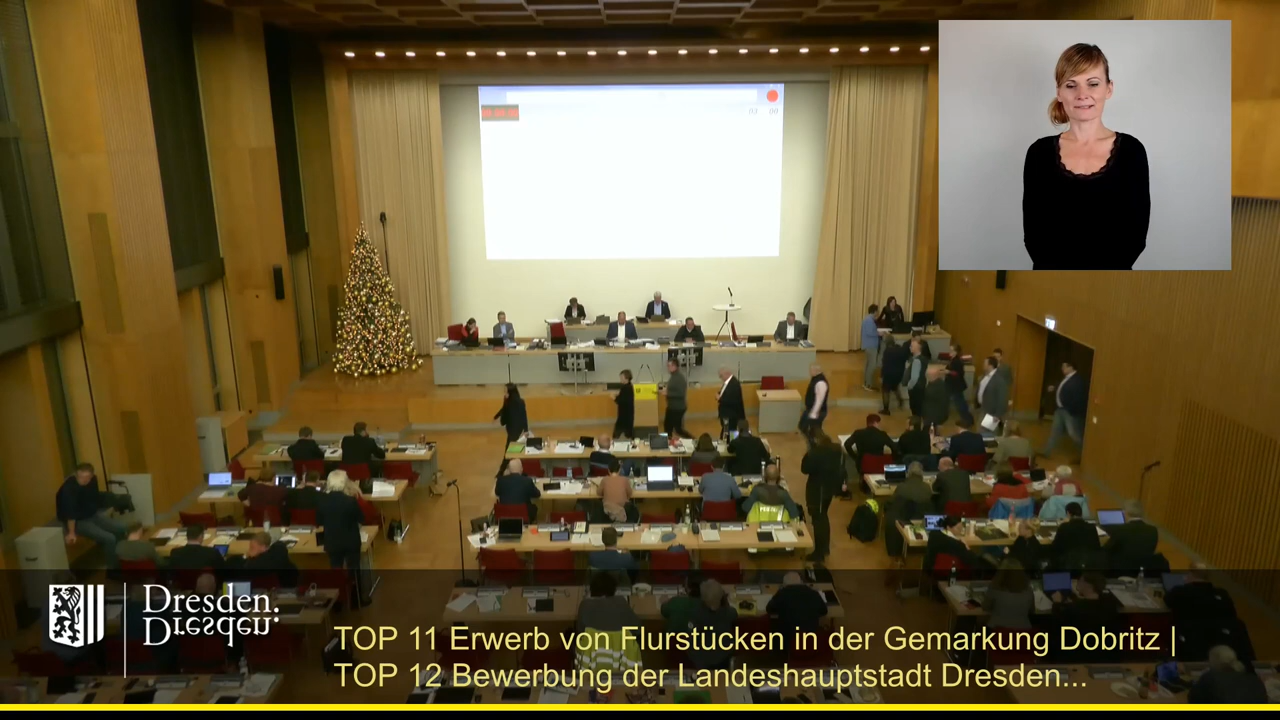 Dresden.
Dresden.
TOP 11 Erwerb von Flurstücken in der Gemarkung Dobritz |
TOP 12 Bewerbung der Landeshauptstadt Dresden...